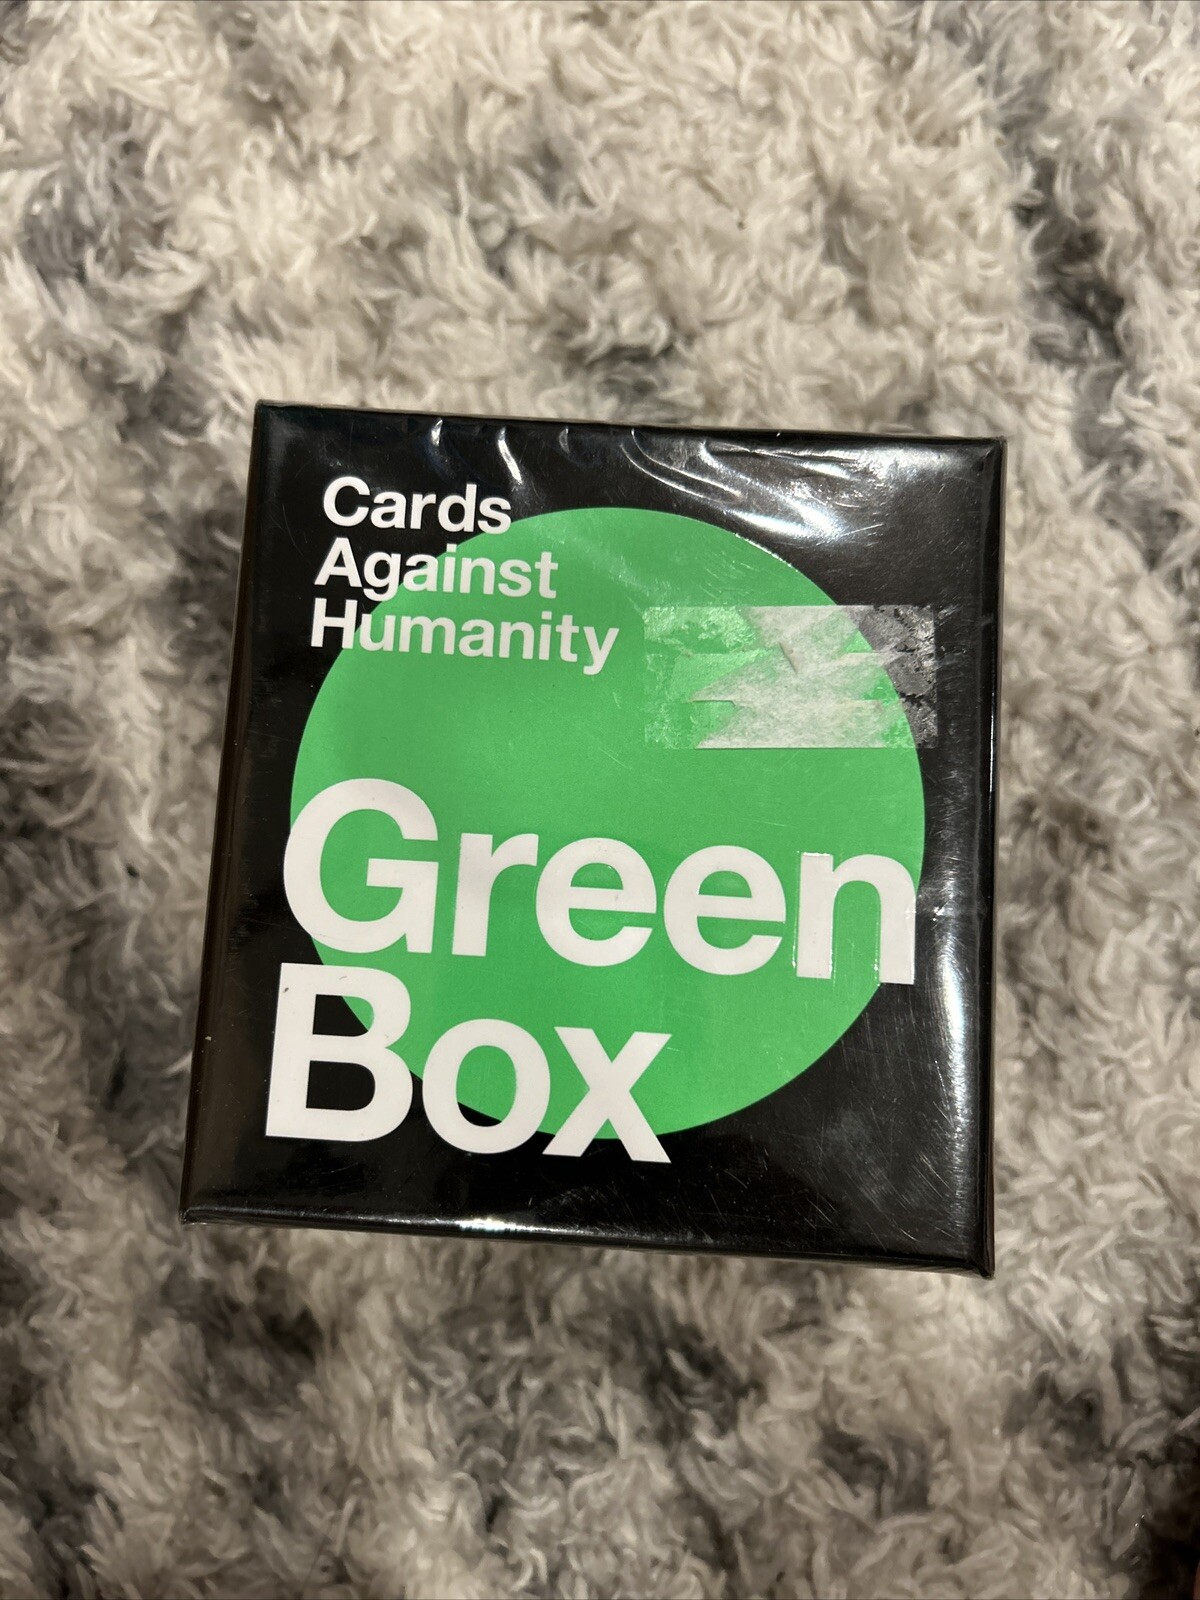 Cards
Against
Humanity
Green
Box